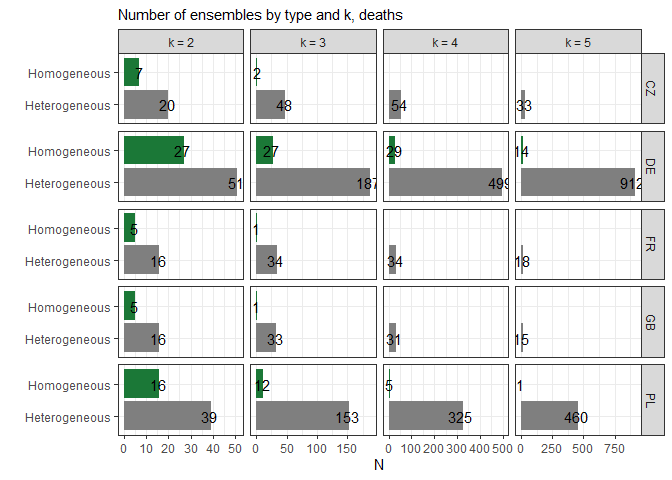 Number of ensembles by type and k, deaths
k = 2 k = 3 k = 4 k = 5
Homogeneous 7 2
Heterogeneous 20 48 54 33
CZ
Homogeneous 27 27 29 14
Heterogeneous 51 187 499 912
DE
Homogeneous 5 1
Heterogeneous 16 34 34 18
FR
Homogeneous 5 1
Heterogeneous 16 33 31 15
GB
Homogeneous 16 12 5 1
Heterogeneous 39 153 325 460
PL
0 10 20 30 40 50 0 50 100 150 0 100 200 300 400 500 0 250 500 750
N